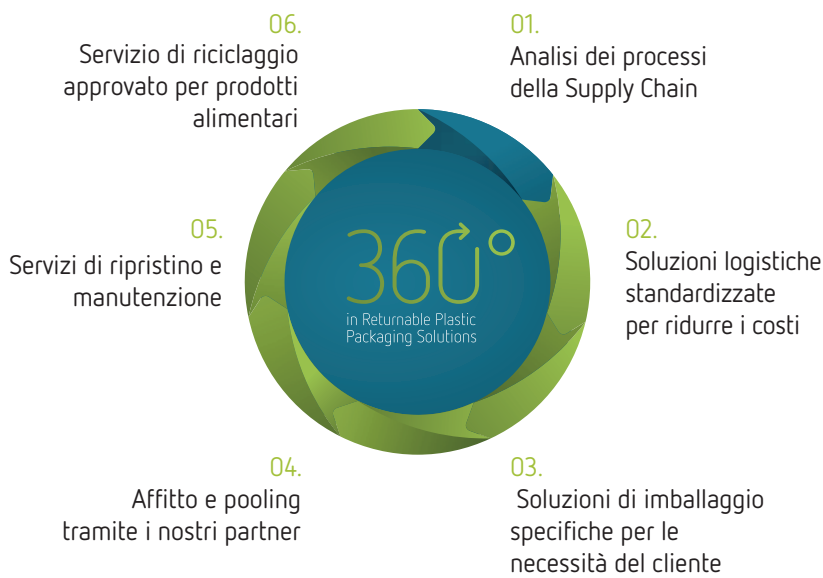 01.
Analisi dei processi
della Supply Chain
02.
Soluzioni logistiche
standardizzate
per ridurre i costi
03.
Soluzioni di imballaggio
specifiche per le
necessità del cliente
04.
Affitto e pooling
tramite i nostri partner
05.
Servizi di ripristino e
manutenzione
06.
Servizio di riciclaggio
approvato per prodotti
alimentari
360°
in Returnable Plastic
Packaging Solutions